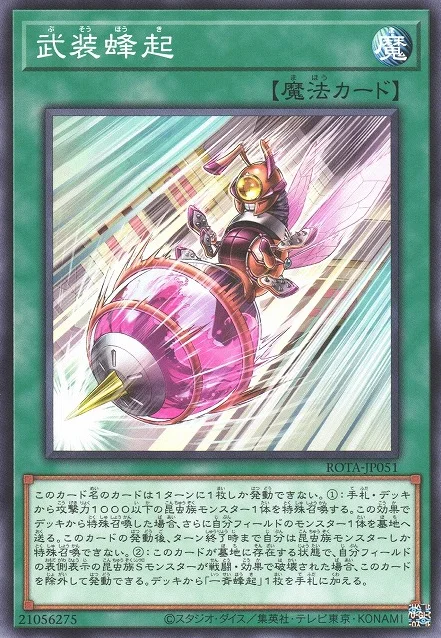 武装蜂起
魔
【魔法カード】
ROTA-JP051
このカード名のカードは1ターンに1枚しか発動できない。①:手札・デッキ
から攻撃力1000以下の昆虫族モンスター1体を特殊召喚する。この効果で
デッキから特殊召喚した場合、さらに自分フィールドのモンスター1体を墓地へ
送る。このカードの発動後、ターン終了時まで自分は昆虫族モンスターしか
特殊召喚できない。②:このカードが墓地に存在する状態で、自分フィールド
の表側表示の昆虫族Sモンスターが戦闘・効果で破壊された場合、このカード
を除外して発動できる。デッキから「一斉蜂起」1枚を手札に加える。
21056275
©スタジオ・ダイス/集英社・テレビ東京・KONAMI